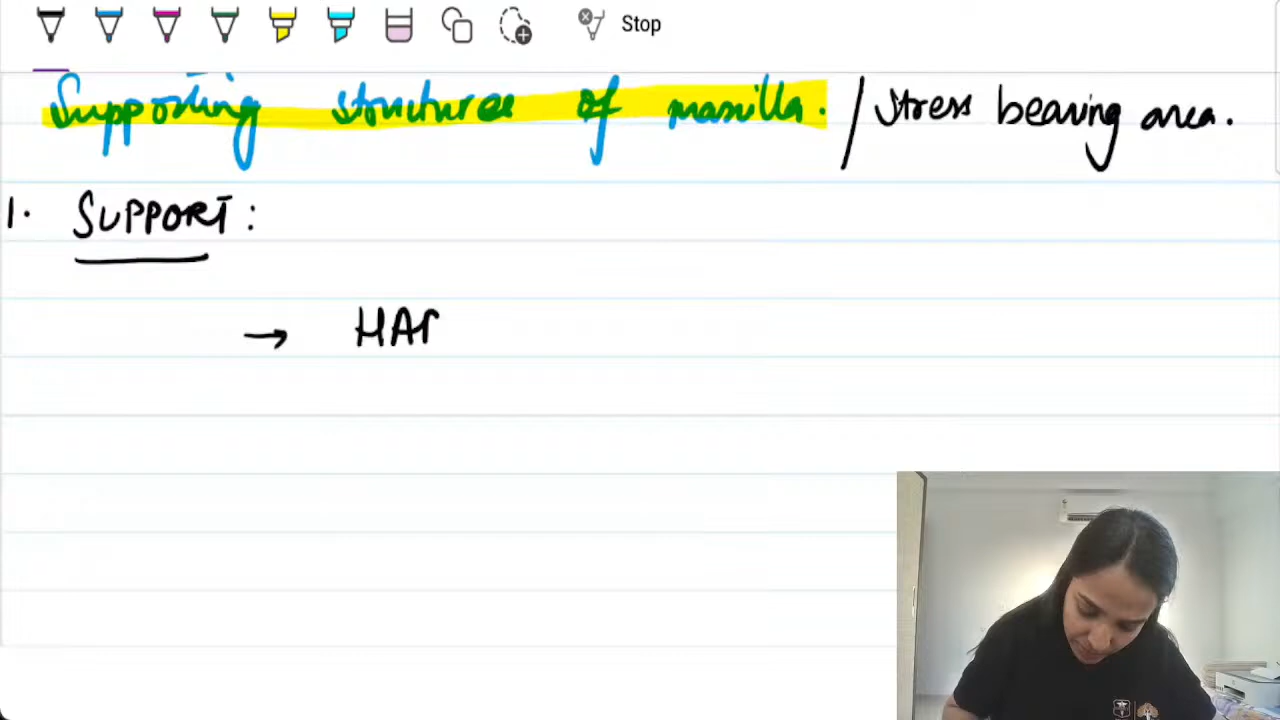 Stop
Supporting structures of maxilla. / Stress bearing area.
1. SUPPORT:
→ HAR